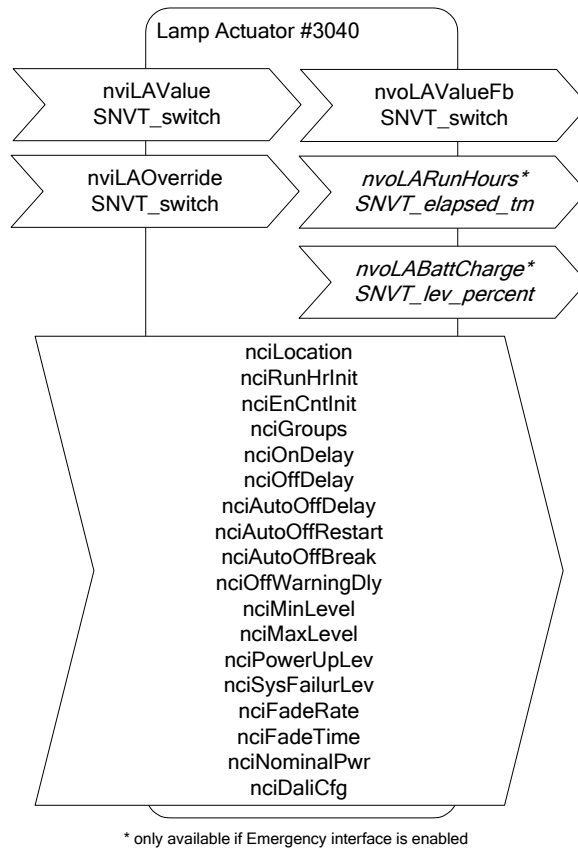 Lamp Actuator #3040
nviLAValue
SNVT_switch
nvoLAValueFb
SNVT_switch
nviLAOverride
SNVT_switch
nvoLARunHours*
SNVT_elapsed_tm
nvoLABattCharge*
SNVT_lev_percent
nciLocation
nciRunHrInit
nciEnCntInit
nciGroups
nciOnDelay
nciOffDelay
nciAutoOffDelay
nciAutoOffRestart
nciAutoOffBreak
nciOffWarningDly
nciMinLevel
nciMaxLevel
nciPowerUpLev
nciSysFailurLev
nciFadeRate
nciFadeTime
nciNominalPwr
nciDaliCfg
* only available if Emergency interface is enabled